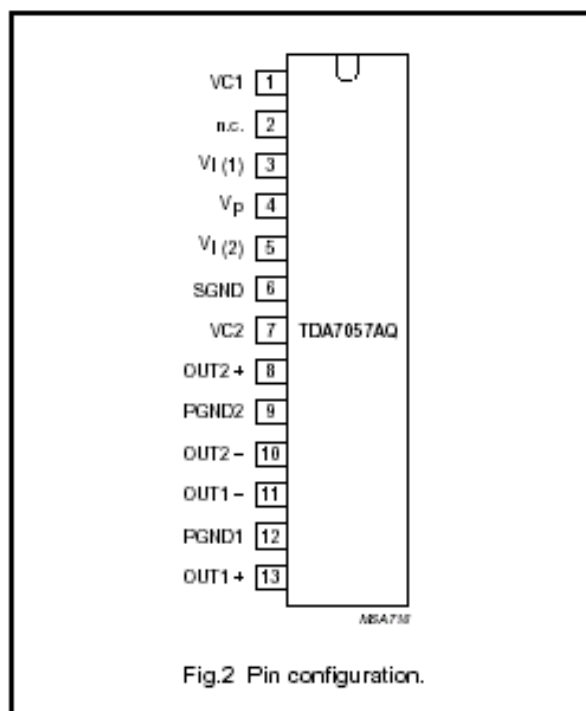 VC1 1
n.c. 2
VI (1) 3
Vp 4
VI (2) 5
SGND 6
VC2 7 TDA7057AQ
OUT2 + 8
PGND2 9
OUT2 – 10
OUT1 – 11
PGND1 12
OUT1 + 13
MSA716
Fig.2 Pin configuration.